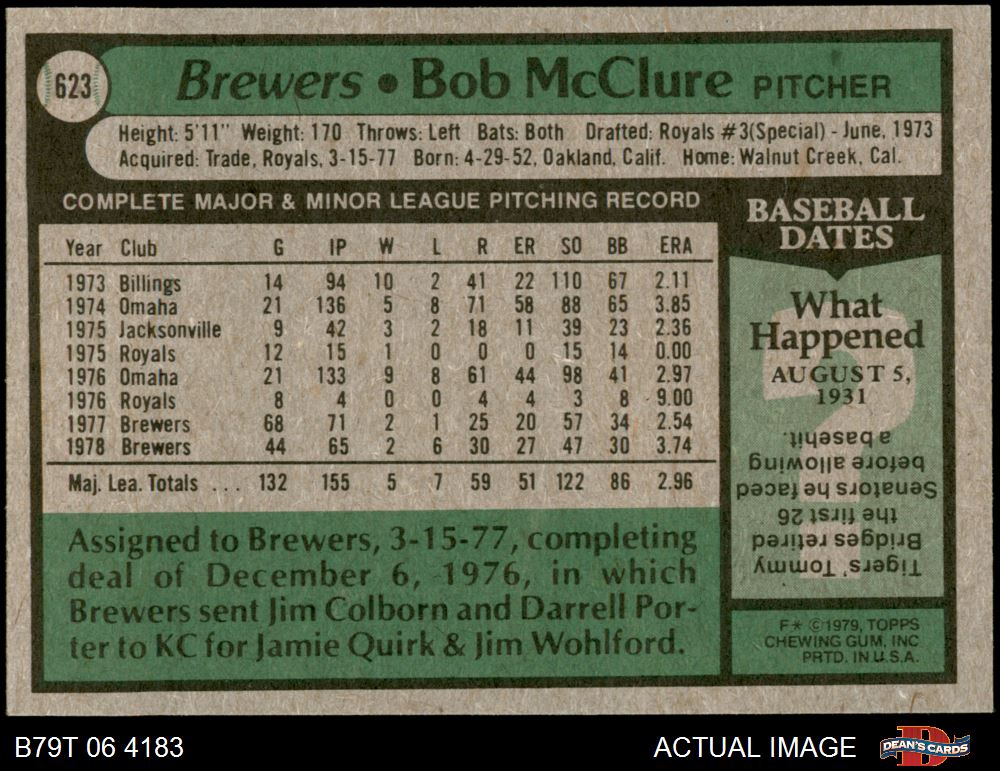 623
Brewers • Bob McClure PITCHER
Height: 5'11" Weight: 170 Throws: Left Bats: Both Drafted: Royals #3(Special) - June, 1973
Acquired: Trade, Royals, 3-15-77 Born: 4-29-52, Oakland, Calif. Home: Walnut Creek, Cal.
COMPLETE MAJOR & MINOR LEAGUE PITCHING RECORD
Year Club G IP W L R ER SO BB ERA
1973 Billings 14 94 10 2 41 22 110 67 2.11
1974 Omaha 21 136 5 8 71 58 88 65 3.85
1975 Jacksonville 9 42 3 2 18 11 39 23 2.36
1975 Royals 12 15 1 0 0 0 15 14 0.00
1976 Omaha 21 133 9 8 61 44 98 41 2.97
1976 Royals 8 4 0 0 4 4 3 8 9.00
1977 Brewers 68 71 2 1 25 20 57 34 2.54
1978 Brewers 44 65 2 6 30 27 47 30 3.74
Maj. Lea. Totals ... 132 155 5 7 59 51 122 86 2.96
Assigned to Brewers, 3-15-77, completing
deal of December 6, 1976, in which
Brewers sent Jim Colborn and Darrell Por-
ter to KC for Jamie Quirk & Jim Wohlford.
BASEBALL
DATES
What
Happened
AUGUST 5,
1931
Tigers' Tommy
Bridges retired
the first 26
Senators he faced
before allowing
a basehit.
F* ©1979, TOPPS
CHEWING GUM, INC
PRTD. IN U.S.A.
B79T 06 4183
ACTUAL IMAGE
D
DEAN'S CARDS